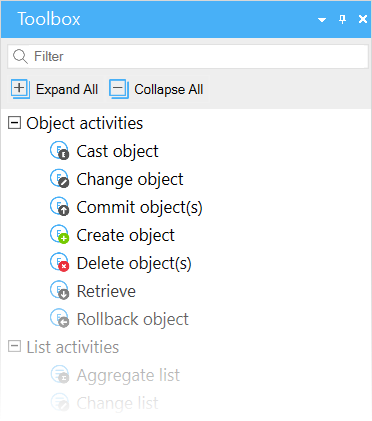 Toolbox
Filter
Expand All Collapse All
Object activities
Cast object
Change object
Commit object(s)
Create object
Delete object(s)
Retrieve
Rollback object
List activities
Aggregate list
Change list